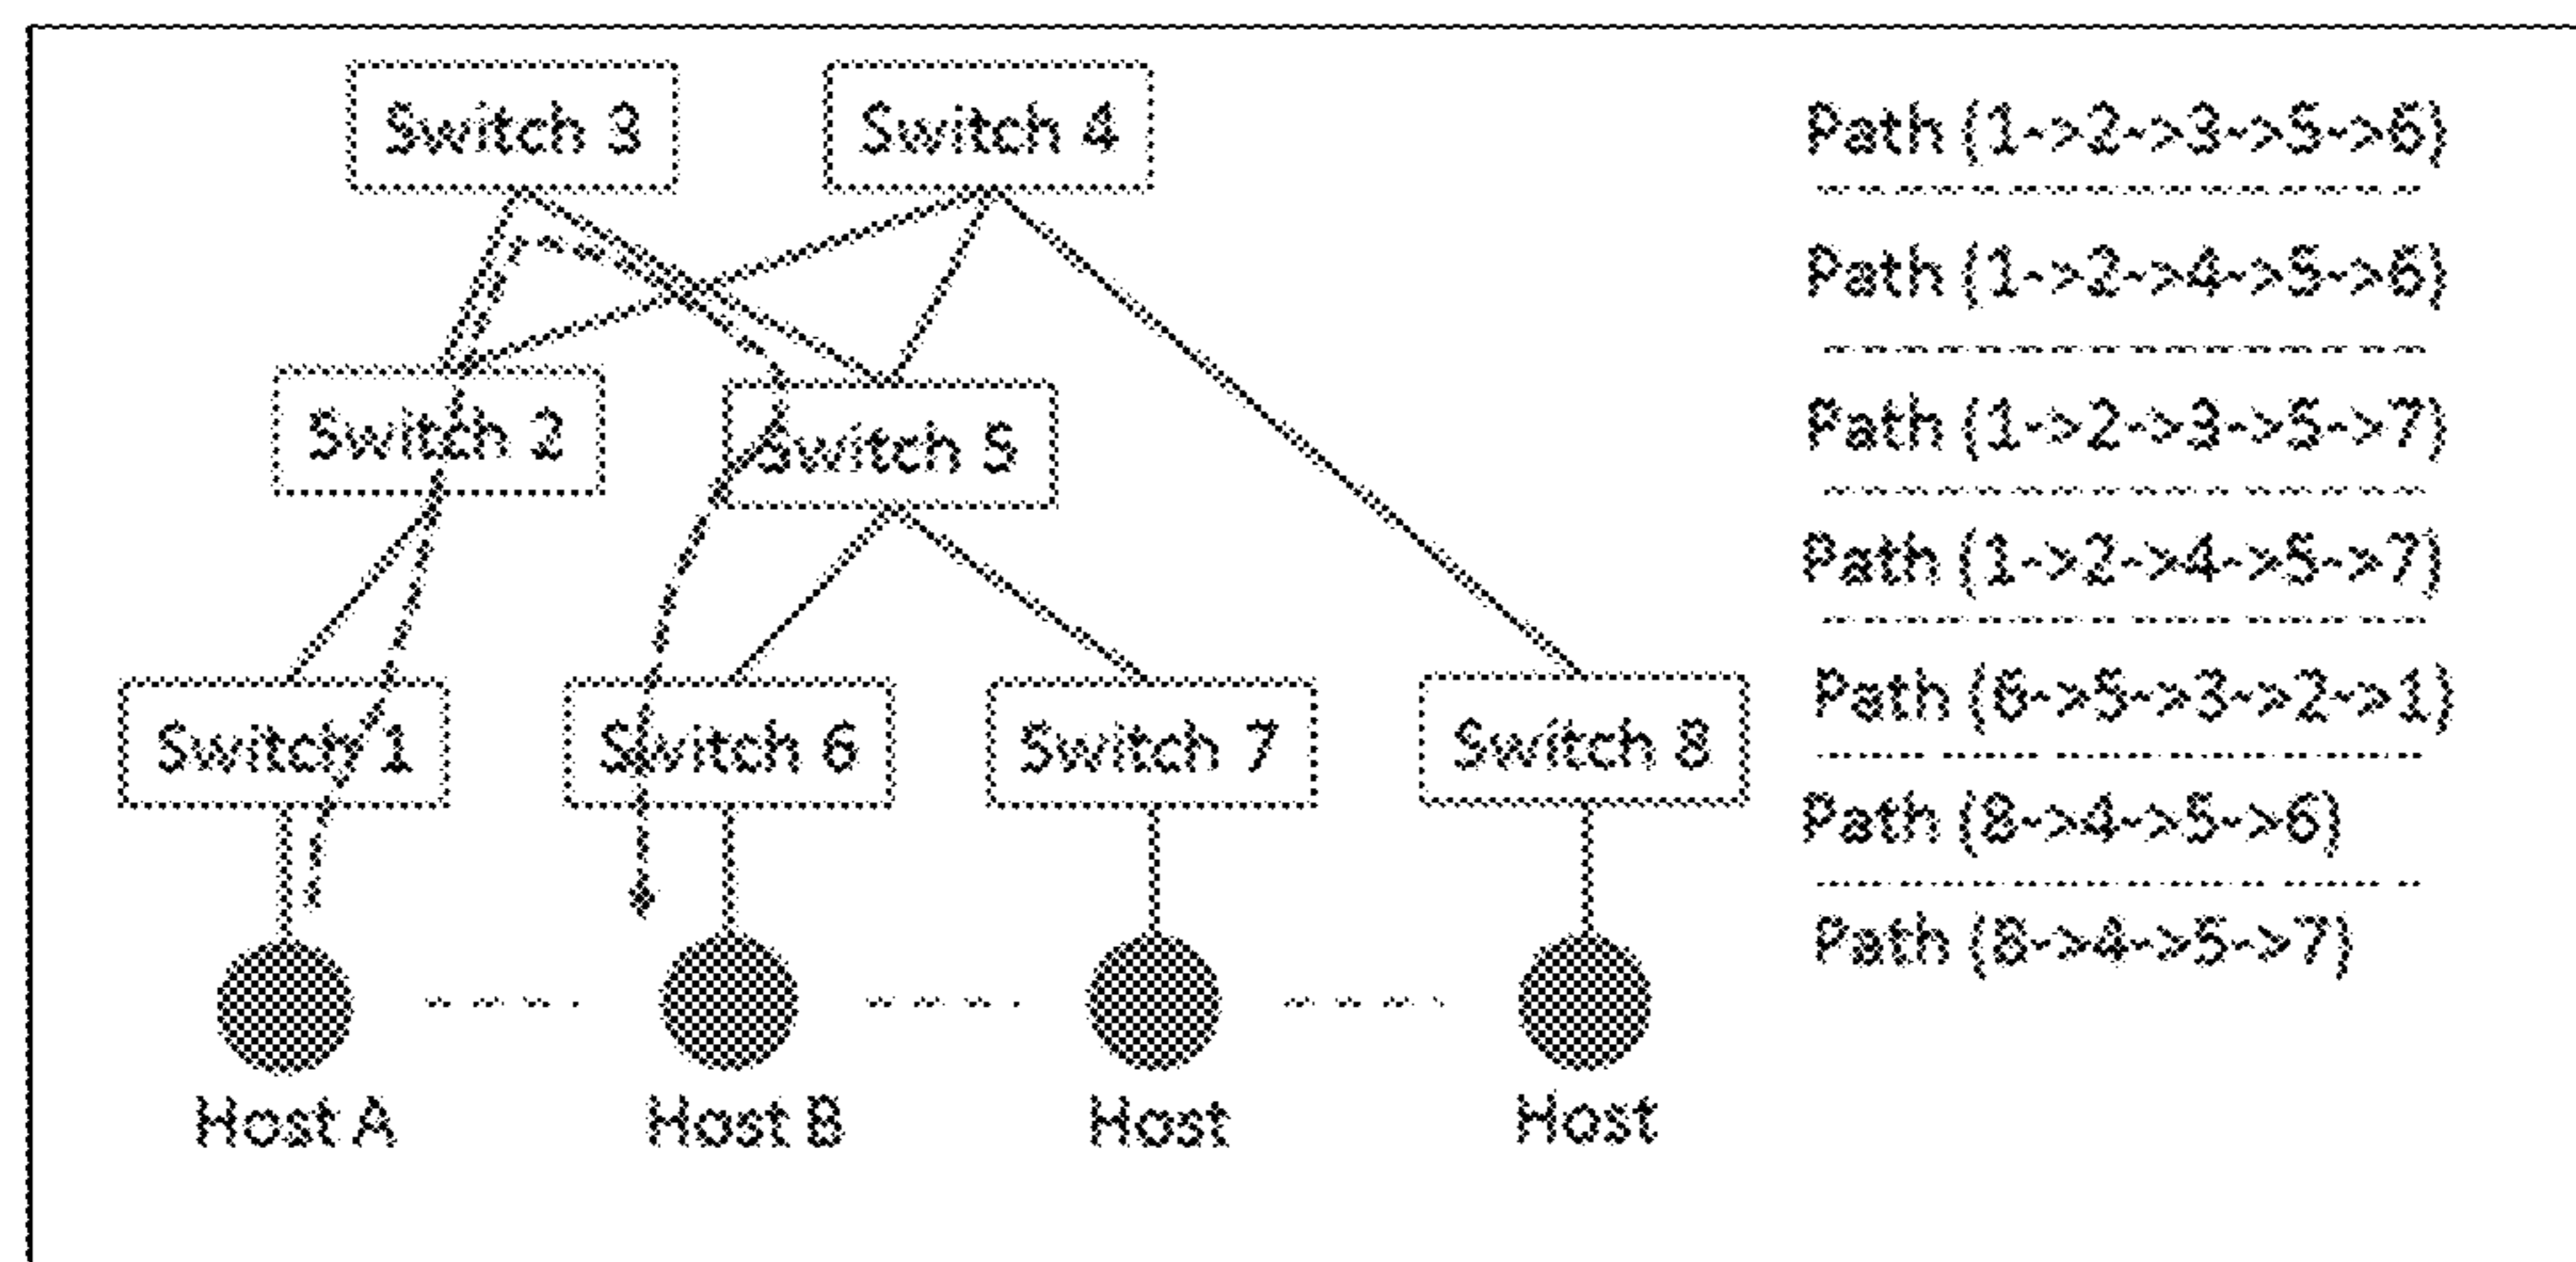 Switch 3
Switch 4
Switch 2
Switch 5
Switch 1
Switch 6
Switch 7
Switch 8
Host A
Host B
Host
Host
Path (1->2->3->5->6)
Path (1->2->4->5->6)
Path (1->2->3->5->7)
Path (1->2->4->5->7)
Path (6->5->3->2->1)
Path (8->4->5->6)
Path (8->4->5->7)